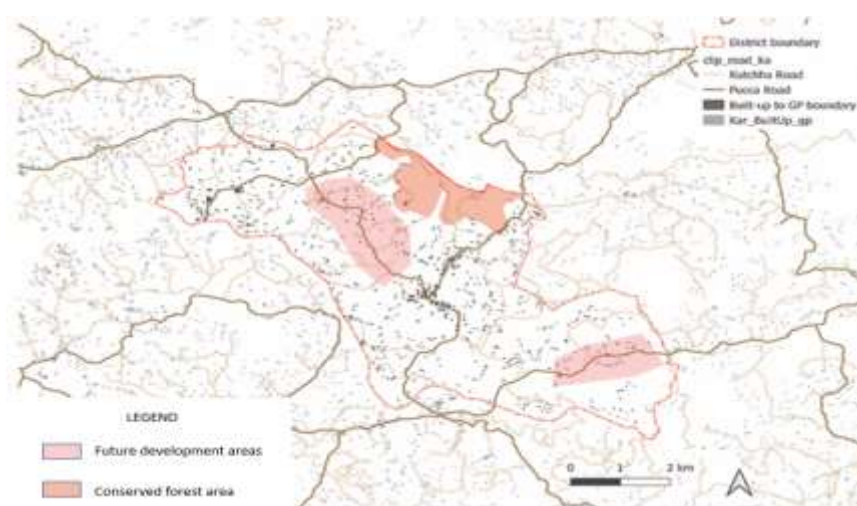 District boundary
clip_road_ka
Kutchha Road
Pucca Road
Built-up to GP boundary
Kar_BuiltUp_gp
LEGEND
Future development areas
Conserved forest area
0 1 2 km